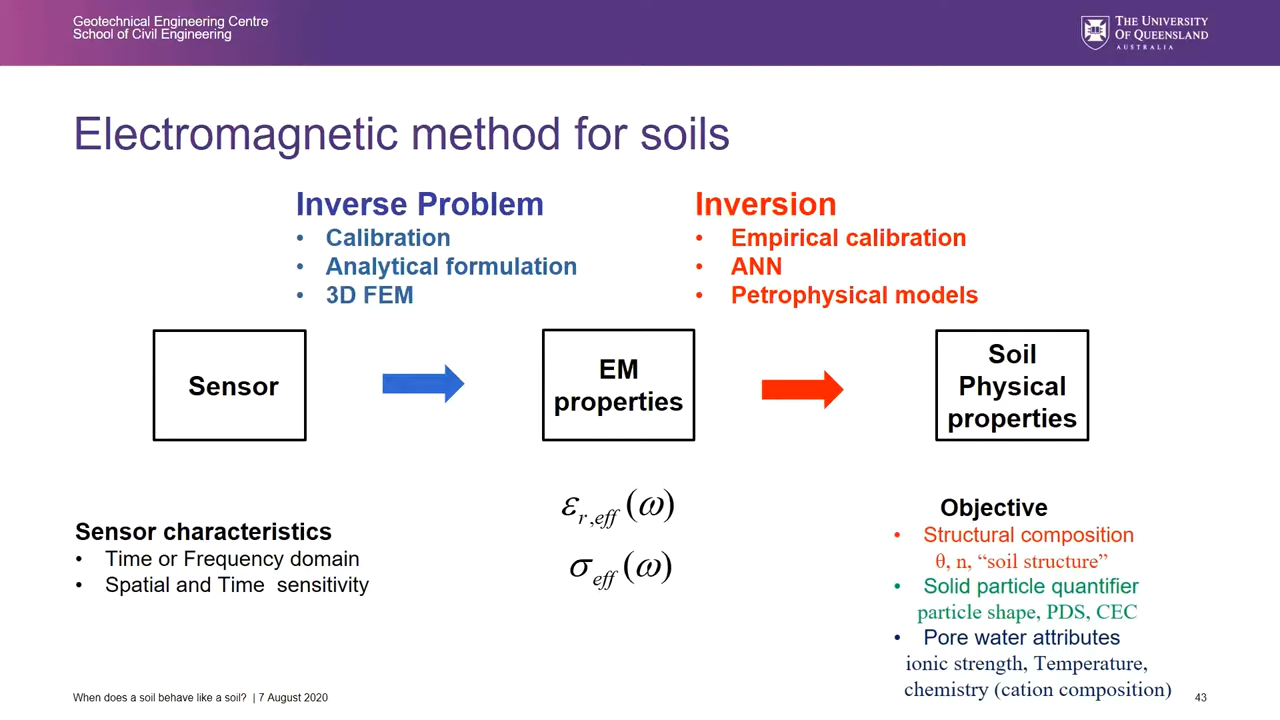 Geotechnical Engineering Centre
School of Civil Engineering
THE UNIVERSITY
OF QUEENSLAND
AUSTRALIA
Electromagnetic method for soils
Inverse Problem
• Calibration
• Analytical formulation
• 3D FEM
Inversion
• Empirical calibration
• ANN
• Petrophysical models
Sensor
EM
properties
Soil
Physical
properties
Sensor characteristics
• Time or Frequency domain
• Spatial and Time sensitivity
ε_{r,eff}(ω)
σ_{eff}(ω)
Objective
• Structural composition
θ, n, “soil structure”
• Solid particle quantifier
particle shape, PDS, CEC
• Pore water attributes
ionic strength, Temperature,
chemistry (cation composition)
When does a soil behave like a soil? | 7 August 2020
43